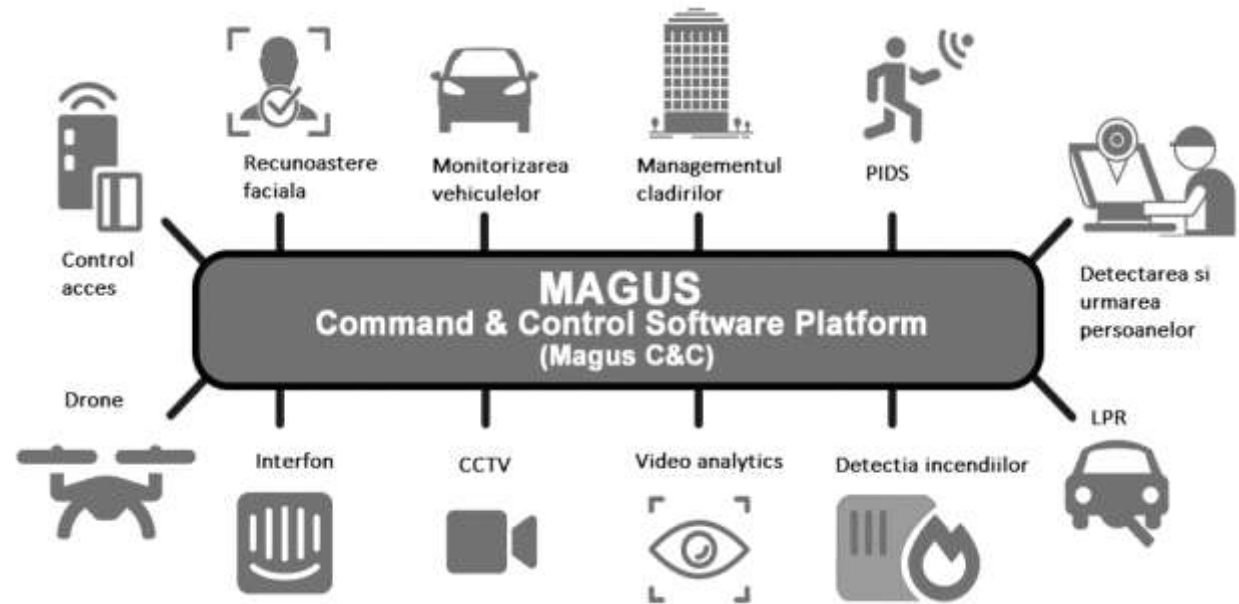 Recunoastere
faciala
Monitorizarea
vehiculelor
Managementul
cladirilor
PIDS
Control
acces
Detectarea si
urmarea
persoanelor
MAGUS
Command & Control Software Platform
(Magus C&C)
Drone
Interfon
CCTV
Video analytics
Detectia incendiilor
LPR